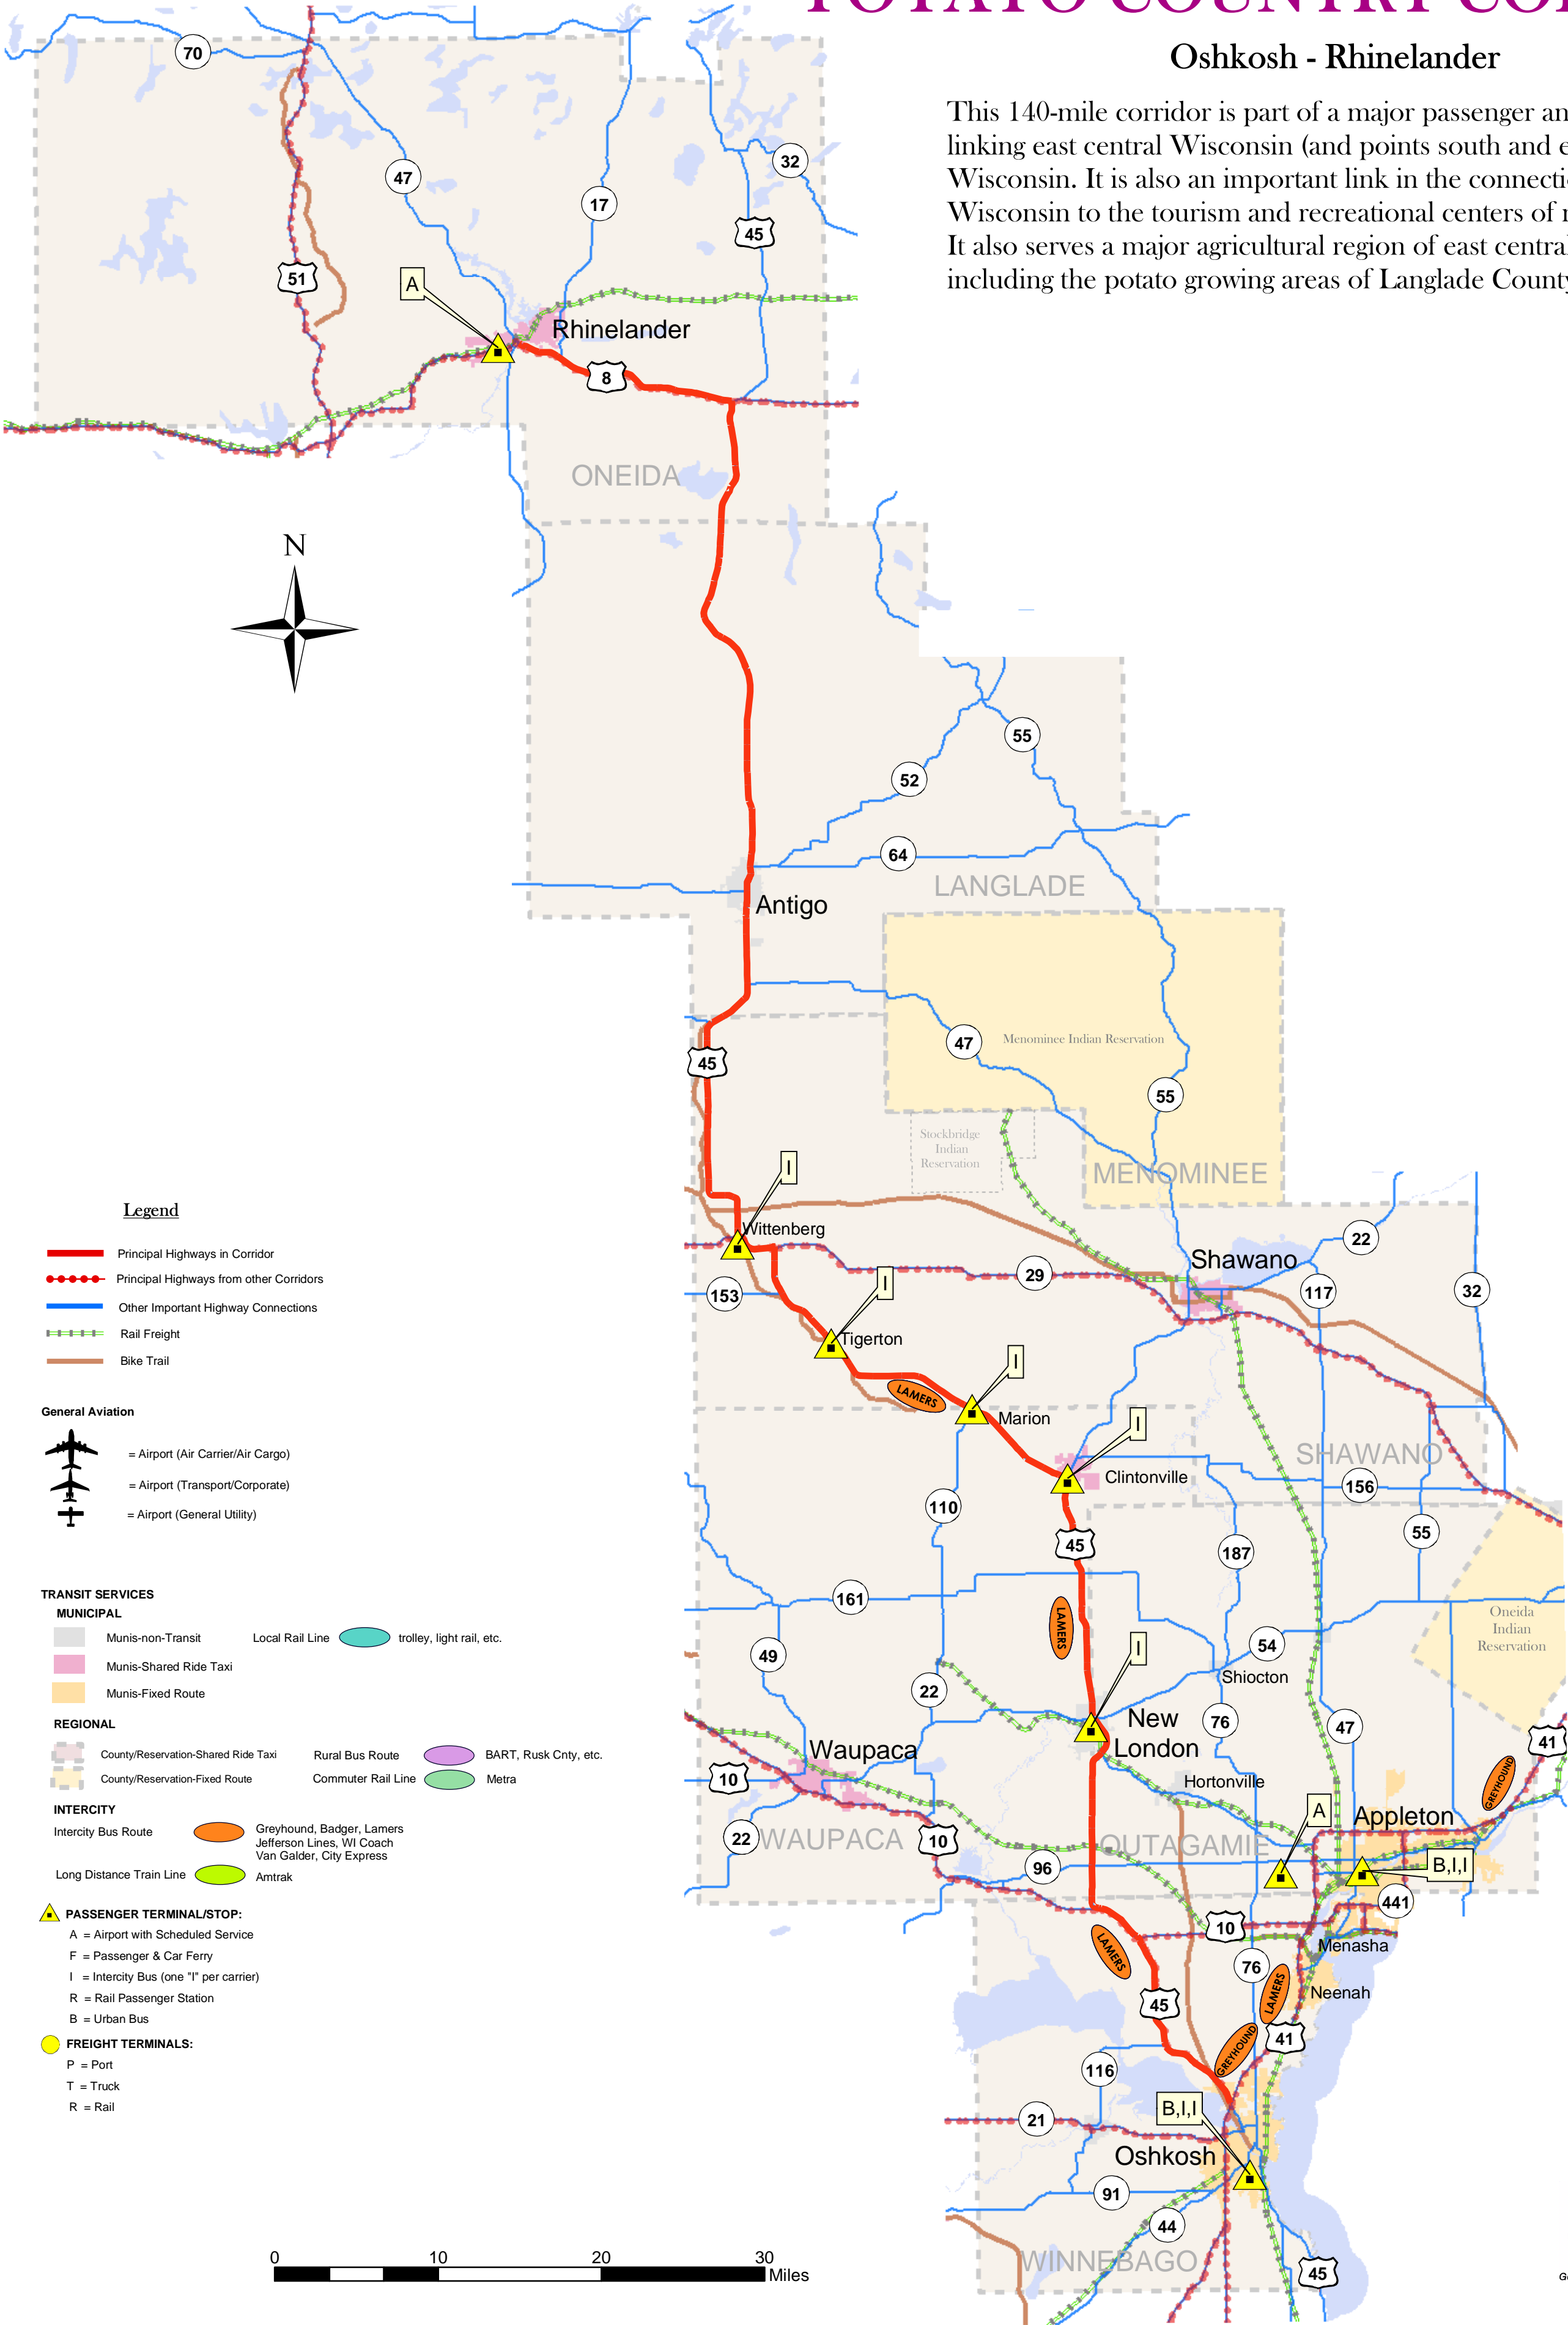 POTATO COUNTRY
Oshkosh - Rhinelander
This 140-mile corridor is part of a major passenger an
linking east central Wisconsin (and points south and e
Wisconsin. It is also an important link in the connecti
Wisconsin to the tourism and recreational centers of
It also serves a major agricultural region of east central
including the potato growing areas of Langlade County
70
47
17
32
45
51
A
Rhinelander
8
ONEIDA
N
55
52
64
LANGLADE
Antigo
47
Menominee Indian Reservation
45
55
Stockbridge
Indian
Reservation
MENOMINEE
I
Wittenberg
22
Shawano
29
117
32
153
I
Tigerton
I
LAMERS
Marion
I
SHAWANO
Clintonville
156
110
45
187
55
161
LAMERS
Oneida
Indian
Reservation
54
49
I
Shiocton
22
76
47
New
London
41
Waupaca
10
Hortonville
GREYHOUND
A
Appleton
22
WAUPACA
10
OUTAGAMIE
96
B,I,I
441
10
LAMERS
Menasha
76
LAMERS
Neenah
45
41
GREYHOUND
116
B,I,I
21
Oshkosh
91
44
WINNEBAGO
45
Legend
Principal Highways in Corridor
Principal Highways from other Corridors
Other Important Highway Connections
Rail Freight
Bike Trail
General Aviation
= Airport (Air Carrier/Air Cargo)
= Airport (Transport/Corporate)
= Airport (General Utility)
TRANSIT SERVICES
MUNICIPAL
Munis-non-Transit
Local Rail Line
trolley, light rail, etc.
Munis-Shared Ride Taxi
Munis-Fixed Route
REGIONAL
County/Reservation-Shared Ride Taxi
Rural Bus Route
BART, Rusk Cnty, etc.
County/Reservation-Fixed Route
Commuter Rail Line
Metra
INTERCITY
Intercity Bus Route
Greyhound, Badger, Lamers
Jefferson Lines, WI Coach
Van Galder, City Express
Long Distance Train Line
Amtrak
PASSENGER TERMINAL/STOP:
A = Airport with Scheduled Service
F = Passenger & Car Ferry
I = Intercity Bus (one "I" per carrier)
R = Rail Passenger Station
B = Urban Bus
FREIGHT TERMINALS:
P = Port
T = Truck
R = Rail
0 10 20 30
Miles